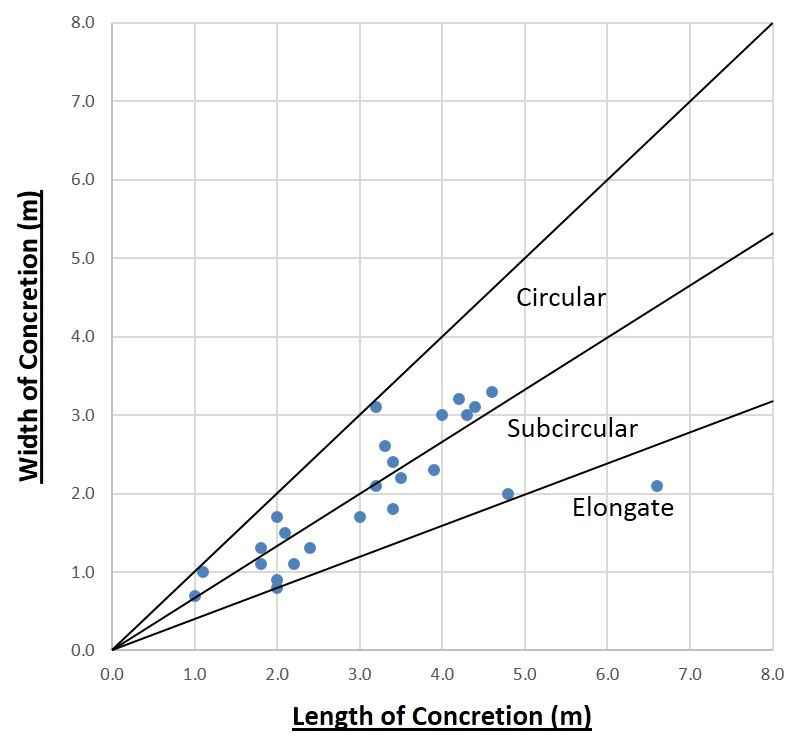 8.0
7.0
6.0
5.0
4.0
3.0
2.0
1.0
0.0
Width of Concretion (m)
Circular
Subcircular
Elongate
0.0 1.0 2.0 3.0 4.0 5.0 6.0 7.0 8.0
Length of Concretion (m)